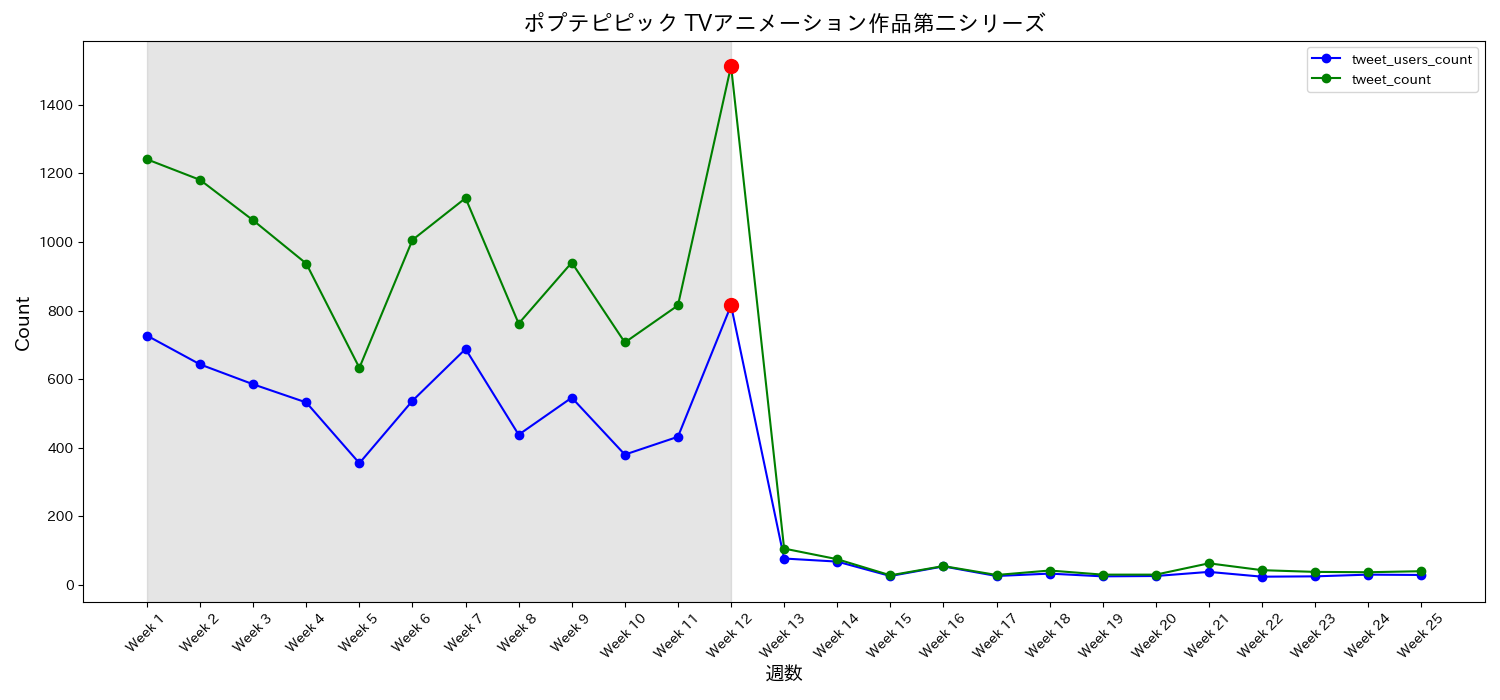 ポプテピピック TVアニメーション作品第二シリーズ
tweet_users_count
tweet_count
1400
1200
1000
800
600
400
200
0
Count
Week 1
Week 2
Week 3
Week 4
Week 5
Week 6
Week 7
Week 8
Week 9
Week 10
Week 11
Week 12
Week 13
Week 14
Week 15
Week 16
Week 17
Week 18
Week 19
Week 20
Week 21
Week 22
Week 23
Week 24
Week 25
週数